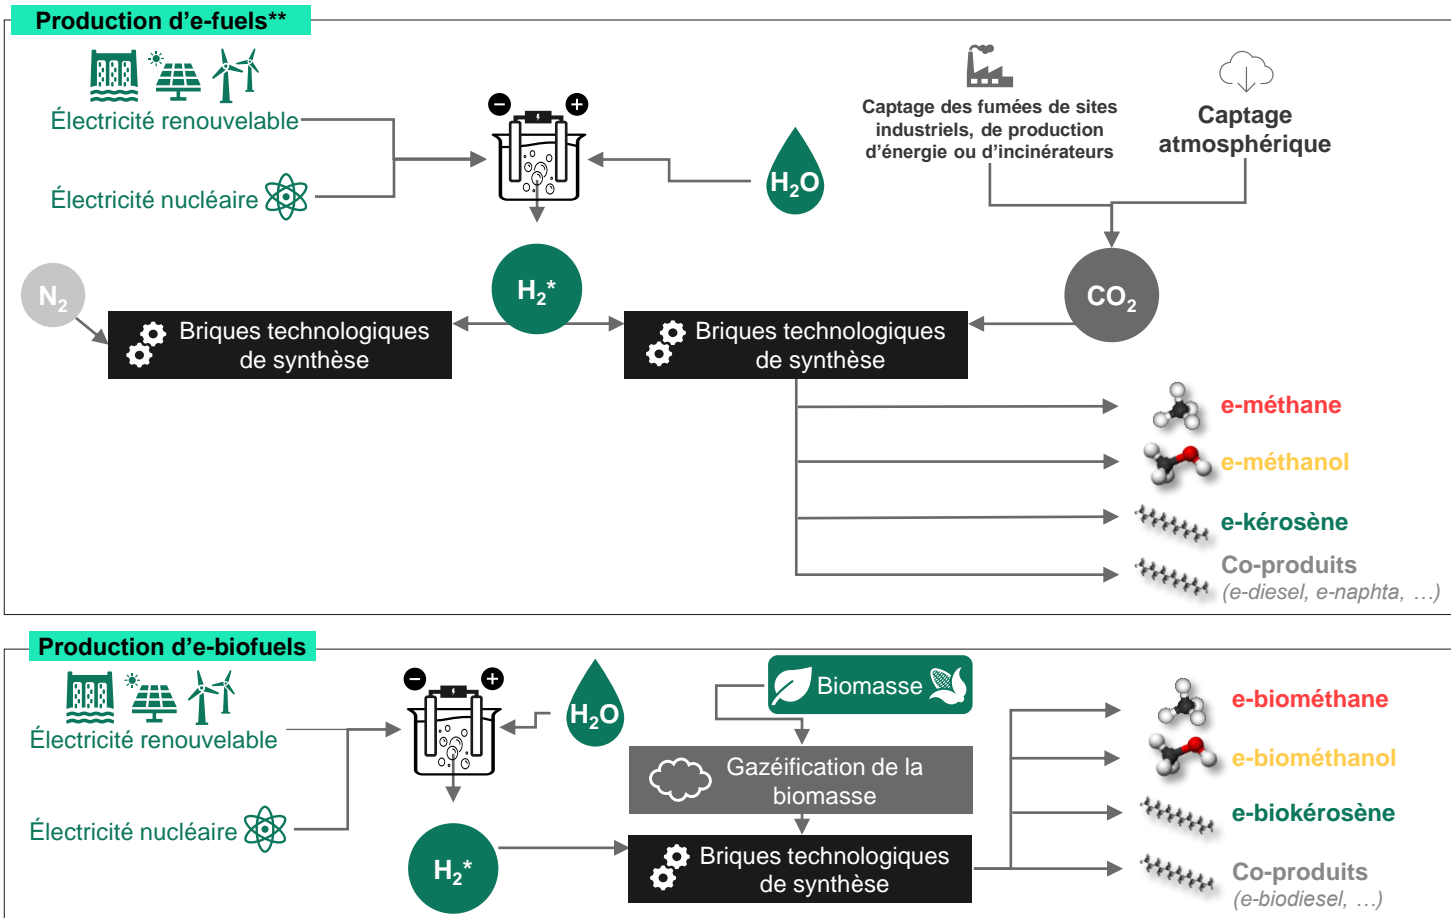 Production d’e-fuels**
Électricité renouvelable
Électricité nucléaire
H₂O
Captage des fumées de sites
industriels, de production
d’énergie ou d’incinérateurs
Captage
atmosphérique
N₂
H₂*
CO₂
Briques technologiques
de synthèse
Briques technologiques
de synthèse
e-méthane
e-méthanol
e-kérosène
Co-produits
(e-diesel, e-naphta, …)
Production d’e-biofuels
Électricité renouvelable
Électricité nucléaire
H₂O
H₂*
Biomasse
Gazéification de la
biomasse
Briques technologiques
de synthèse
e-biométhane
e-biométhanol
e-biokérosène
Co-produits
(e-biodiesel, …)